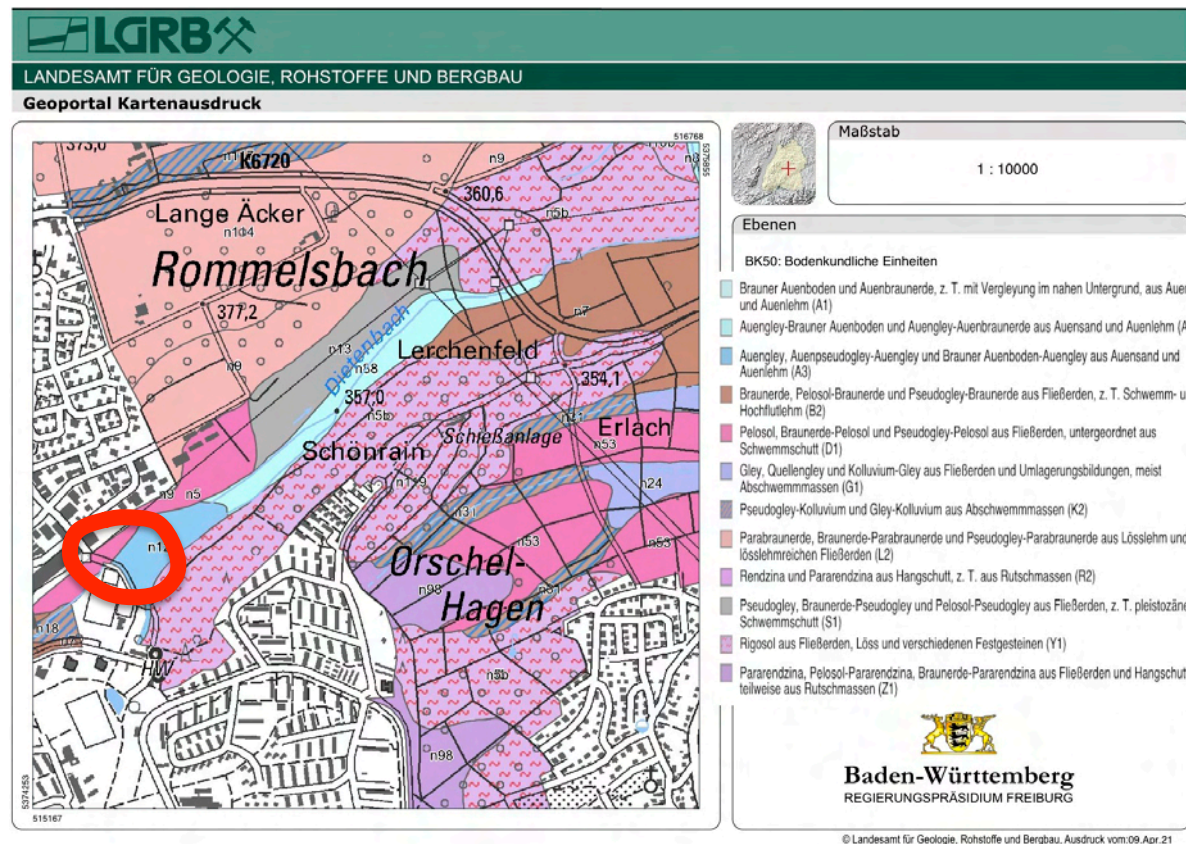 LGRB
LANDESAMT FÜR GEOLOGIE, ROHSTOFFE UND BERGBAU
Geoportal Kartenausdruck
516768
5375855
373,0
K6720
n9
360,6
n5b
Lange Äcker
n104
Rommelsbach
377,2
n7
n13
Dietenbach
Lerchenfeld
n9
n58
354,1
357,0
n5b
Schießanlage
Erlach
n53
Schönrain
n24
n9
n5
n31
n53
n53
Orschel-
Hagen
n98
n18
HW
n98
5374253
515167
Maßstab
1 : 10000
Ebenen
BK50: Bodenkundliche Einheiten
Brauner Auenboden und Auenbraunerde, z. T. mit Vergleyung im nahen Untergrund, aus Auen
und Auenlehm (A1)
Auengley-Brauner Auenboden und Auengley-Auenbraunerde aus Auensand und Auenlehm (A
Auengley, Auenpseudogley-Auengley und Brauner Auenboden-Auengley aus Auensand und
Auenlehm (A3)
Braunerde, Pelosol-Braunerde und Pseudogley-Braunerde aus Fließerden, z. T. Schwemm- u
Hochflutlehm (B2)
Pelosol, Braunerde-Pelosol und Pseudogley-Pelosol aus Fließerden, untergeordnet aus
Schwemmschutt (D1)
Gley, Quellengley und Kolluvium-Gley aus Fließerden und Umlagerungsbildungen, meist
Abschwemmmassen (G1)
Pseudogley-Kolluvium und Gley-Kolluvium aus Abschwemmmassen (K2)
Parabraunerde, Braunerde-Parabraunerde und Pseudogley-Parabraunerde aus Lösslehm und
lösslehmreichen Fließerden (L2)
Rendzina und Pararendzina aus Hangschutt, z. T. aus Rutschmassen (R2)
Pseudogley, Braunerde-Pseudogley und Pelosol-Pseudogley aus Fließerden, z. T. pleistozäne
Schwemmschutt (S1)
Rigosol aus Fließerden, Löss und verschiedenen Festgesteinen (Y1)
Pararendzina, Pelosol-Pararendzina, Braunerde-Pararendzina aus Fließerden und Hangschut
teilweise aus Rutschmassen (Z1)
Baden-Württemberg
REGIERUNGSPRÄSIDIUM FREIBURG
© Landesamt für Geologie, Rohstoffe und Bergbau, Ausdruck vom:09.Apr.21